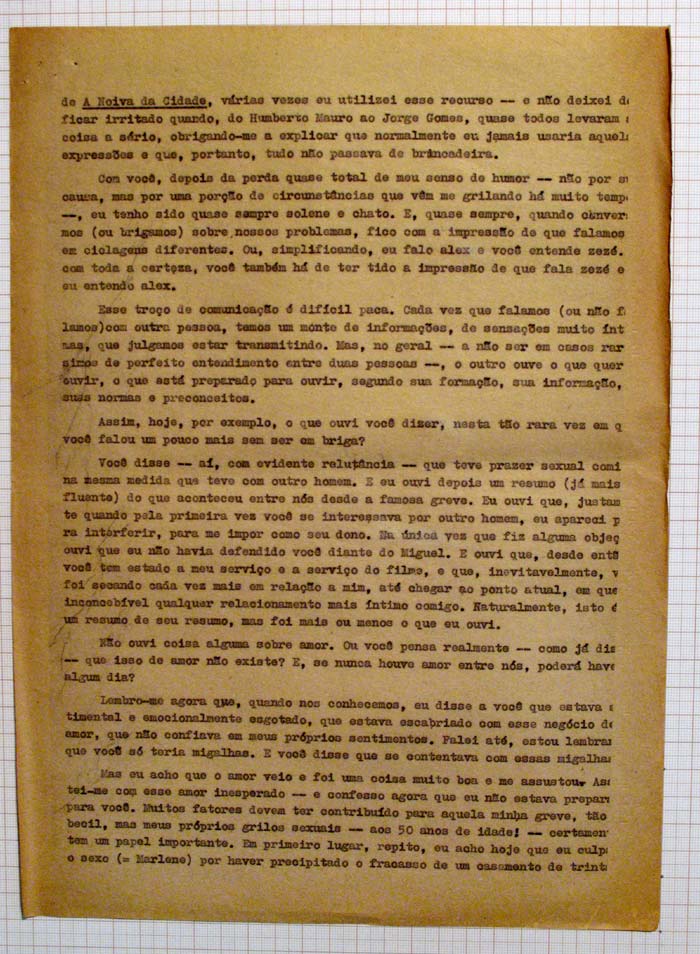 de A Noiva da Cidade, várias vezes eu utilizei esse recurso -- e não deixei de
ficar irritado quando, do Humberto Mauro ao Jorge Gomes, quase todos levaram a
coisa a sério, obrigando-me a explicar que normalmente eu jamais usaria aquela
expressões e que, portanto, tudo não passava de brincadeira.
Com você, depois da perda quase total de meu senso de humor -- não por su
causa, mas por uma porção de circunstâncias que vêm me grilando há muito temp
--, eu tenho sido quase sempre solene e chato. E, quase sempre, quando conver
mos (ou brigamos) sobre nossos problemas, fico com a impressão de que falamos
em ciclagens diferentes. Ou, simplificando, eu falo alex e você entende zezé.
com toda a certeza, você também há de ter tido a impressão de que fala zezé e
eu entendo alex.
Esse troço de comunicação é difícil paca. Cada vez que falamos (ou não f
lamos)com outra pessoa, temos um monte de informações, de sensações muito ínt
mas, que julgamos estar transmitindo. Mas, no geral -- a não ser em casos rar
simos de perfeito entendimento entre duas pessoas --, o outro ouve o que quer
ouvir, o que está preparado para ouvir, segundo sua formação, sua informação,
suas normas e preconceitos.
Assim, hoje, por exemplo, o que ouvi você dizer, nesta tão rara vez em q
você falou um pouco mais sem ser em briga?
Você disse -- aí, com evidente relutância -- que teve prazer sexual comi
na mesma medida que teve com outro homem. E eu ouvi depois um resumo (já mais
fluente) do que aconteceu entre nós desde a famosa greve. Eu ouvi que, justam
te quando pela primeira vez você se interessava por outro homem, eu apareci p
ra interferir, para me impor como seu dono. Na única vez que fiz alguma objeç
ouvi que eu não havia defendido você diante do Miguel. E ouvi que, desde entã
você tem estado a meu serviço e a serviço do filme, e que, inevitavelmente, v
foi secando cada vez mais em relação a mim, até chegar ao ponto atual, em que
inconcebível qualquer relacionamento mais íntimo comigo. Naturalmente, isto é
um resumo de seu resumo, mas foi mais ou menos o que eu ouvi.
Não ouvi coisa alguma sobre amor. Ou você pensa realmente -- como já dis
-- que isso de amor não existe? E, se nunca houve amor entre nós, poderá have
algum dia?
Lembro-me agora que, quando nos conhecemos, eu disse a você que estava s
timental e emocionalmente esgotado, que estava escabriado com esse negócio de
amor, que não confiava em meus próprios sentimentos. Falei até, estou lembran
que você só teria migalhas. E você disse que se contentava com essas migalhas
Mas eu acho que o amor veio e foi uma coisa muito boa e me assustou. Ass
tei-me com esse amor inesperado -- e confesso agora que eu não estava prepara
para você. Muitos fatores devem ter contribuído para aquela minha greve, tão
becil, mas meus próprios grilos sexuais -- aos 50 anos de idade! -- certamen
tem um papel importante. Em primeiro lugar, repito, eu acho hoje que eu culpa
o sexo (= Marlene) por haver precipitado o fracasso de um casamento de trinta